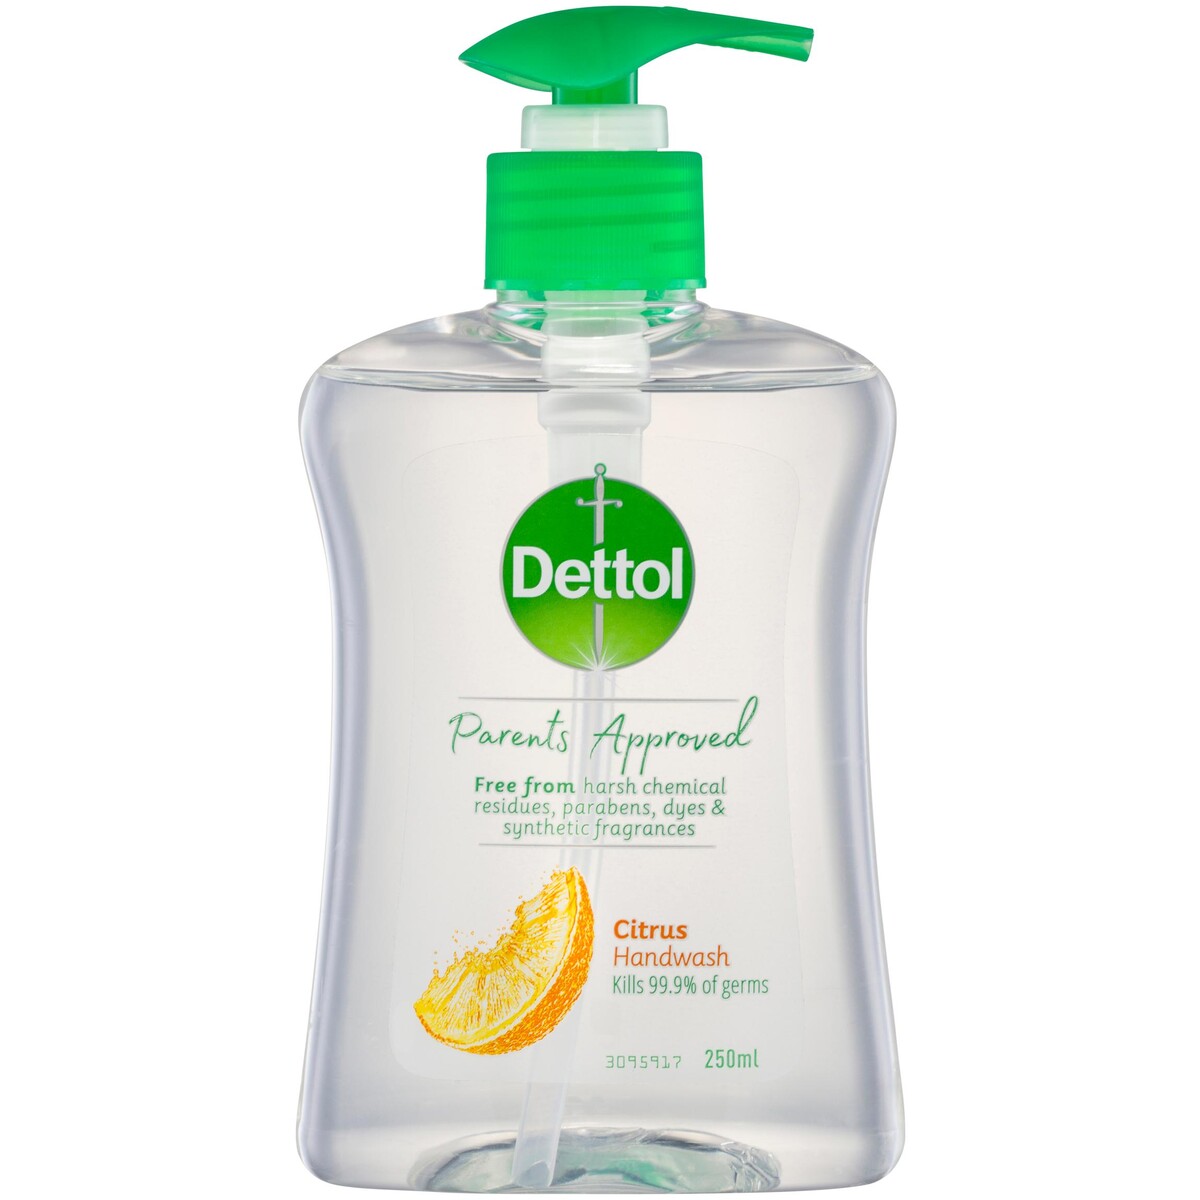 Dettol
Parents Approved
Free from harsh chemical
residues, parabens, dyes &
synthetic fragrances
Citrus
Handwash
Kills 99.9% of germs
3095917 250ml